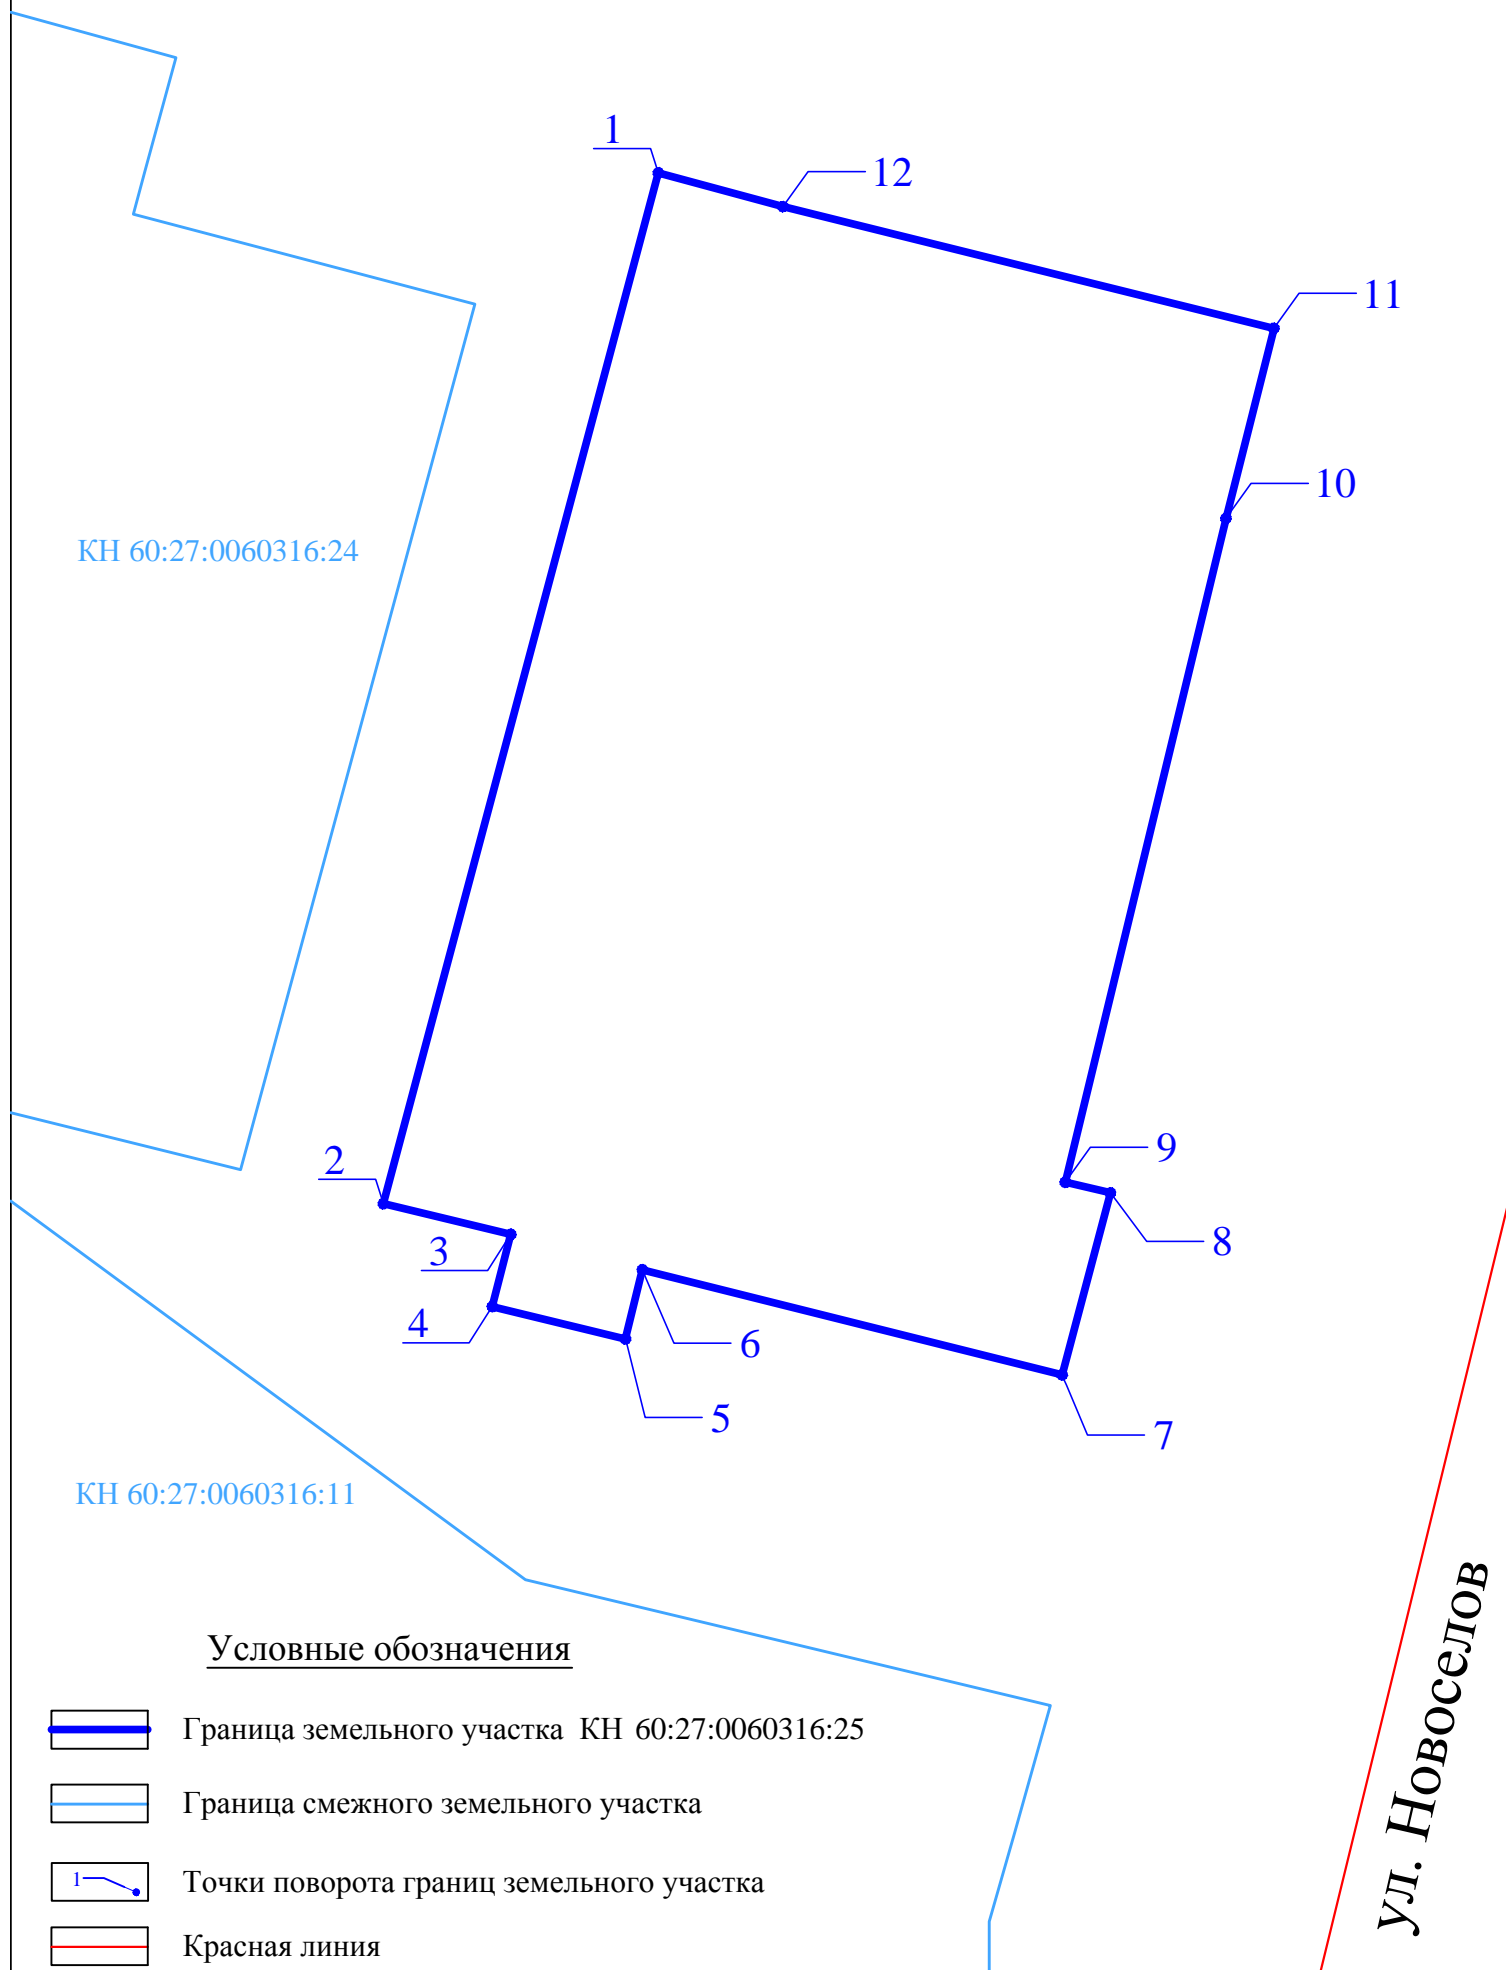 1
12
11
10
КН 60:27:0060316:24
9
2
8
3
4
6
5
7
КН 60:27:0060316:11
ул. Новоселов
Условные обозначения
Граница земельного участка КН 60:27:0060316:25
Граница смежного земельного участка
1
Точки поворота границ земельного участка
Красная линия